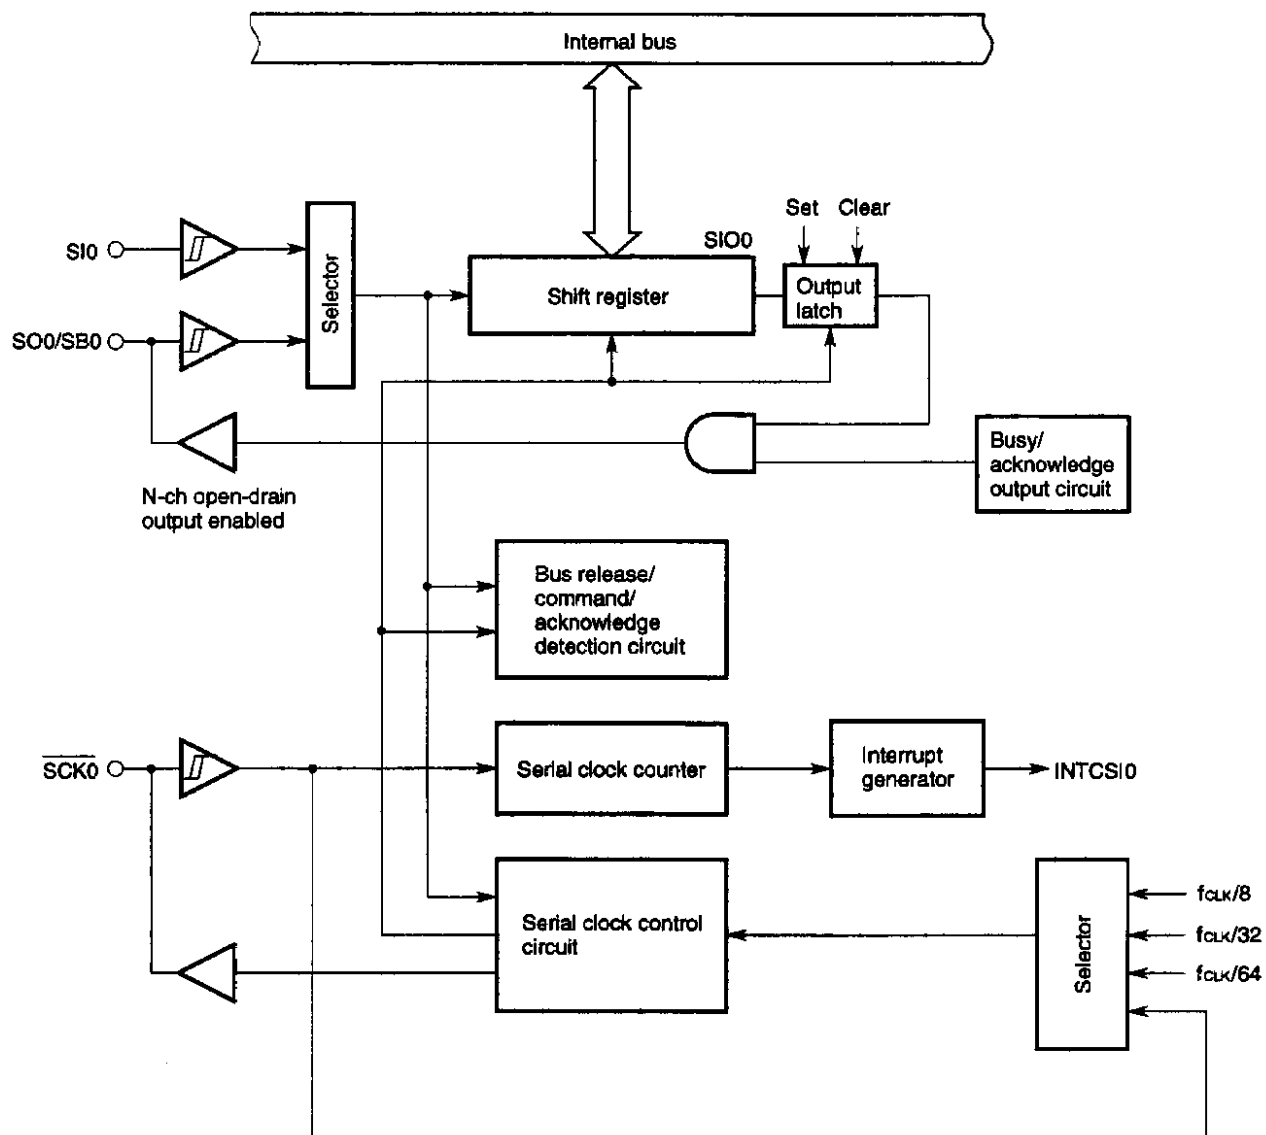 Internal bus
Set Clear
SI0
SIO0
Selector
Shift register
Output
latch
SO0/SB0
Busy/
acknowledge
output circuit
N-ch open-drain
output enabled
Bus release/
command/
acknowledge
detection circuit
SCK0
Serial clock counter
Interrupt
generator
INTCSI0
Serial clock control
circuit
Selector
fCLK/8
fCLK/32
fCLK/64